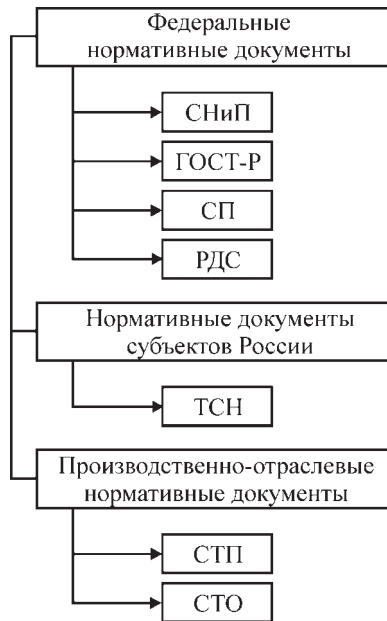 Федеральные
нормативные документы
СНиП
ГОСТ-Р
СП
РДС
Нормативные документы
субъектов России
ТСН
Производственно-отраслевые
нормативные документы
СТП
СТО